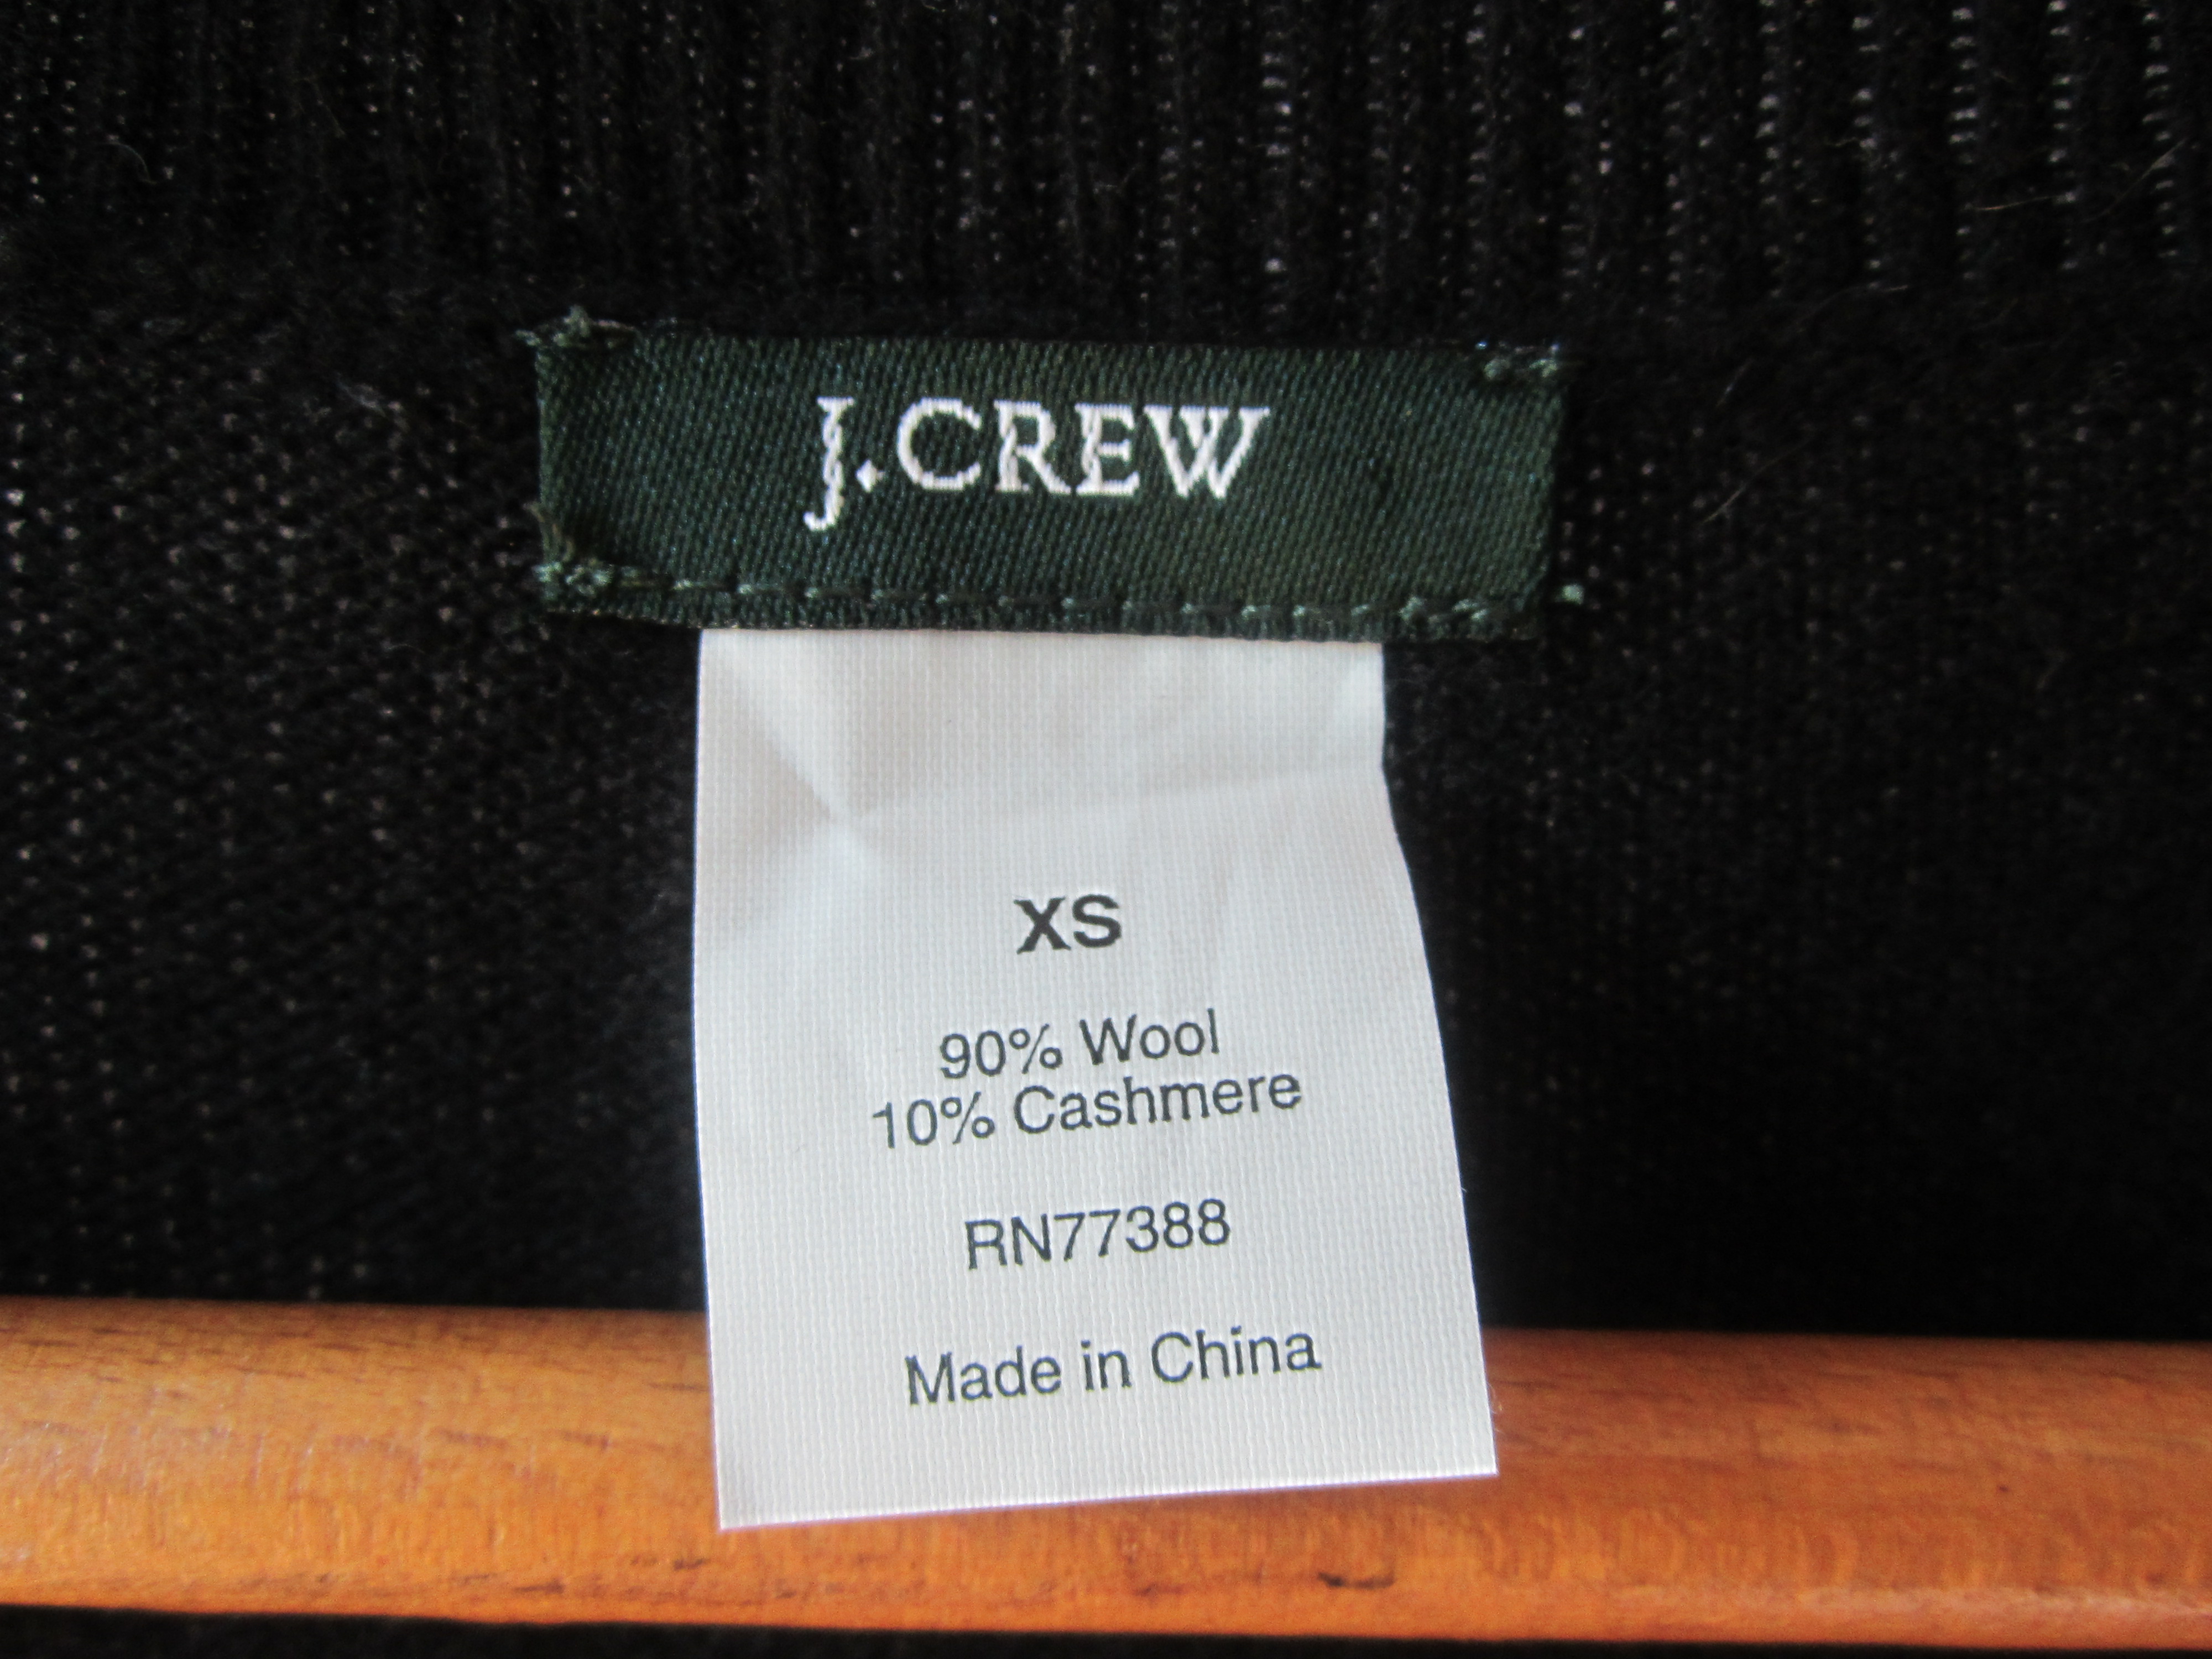 J.CREW
XS
90% Wool
10% Cashmere
RN77388
Made in China